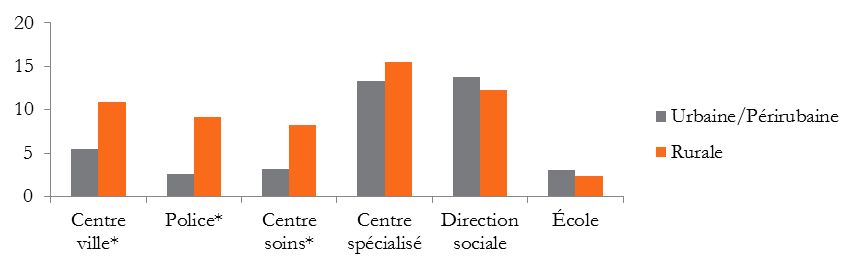 20
15
10
5
0
Centre ville*
Police*
Centre soins*
Centre spécialisé
Direction sociale
École
Urbaine/Périrubaine
Rurale